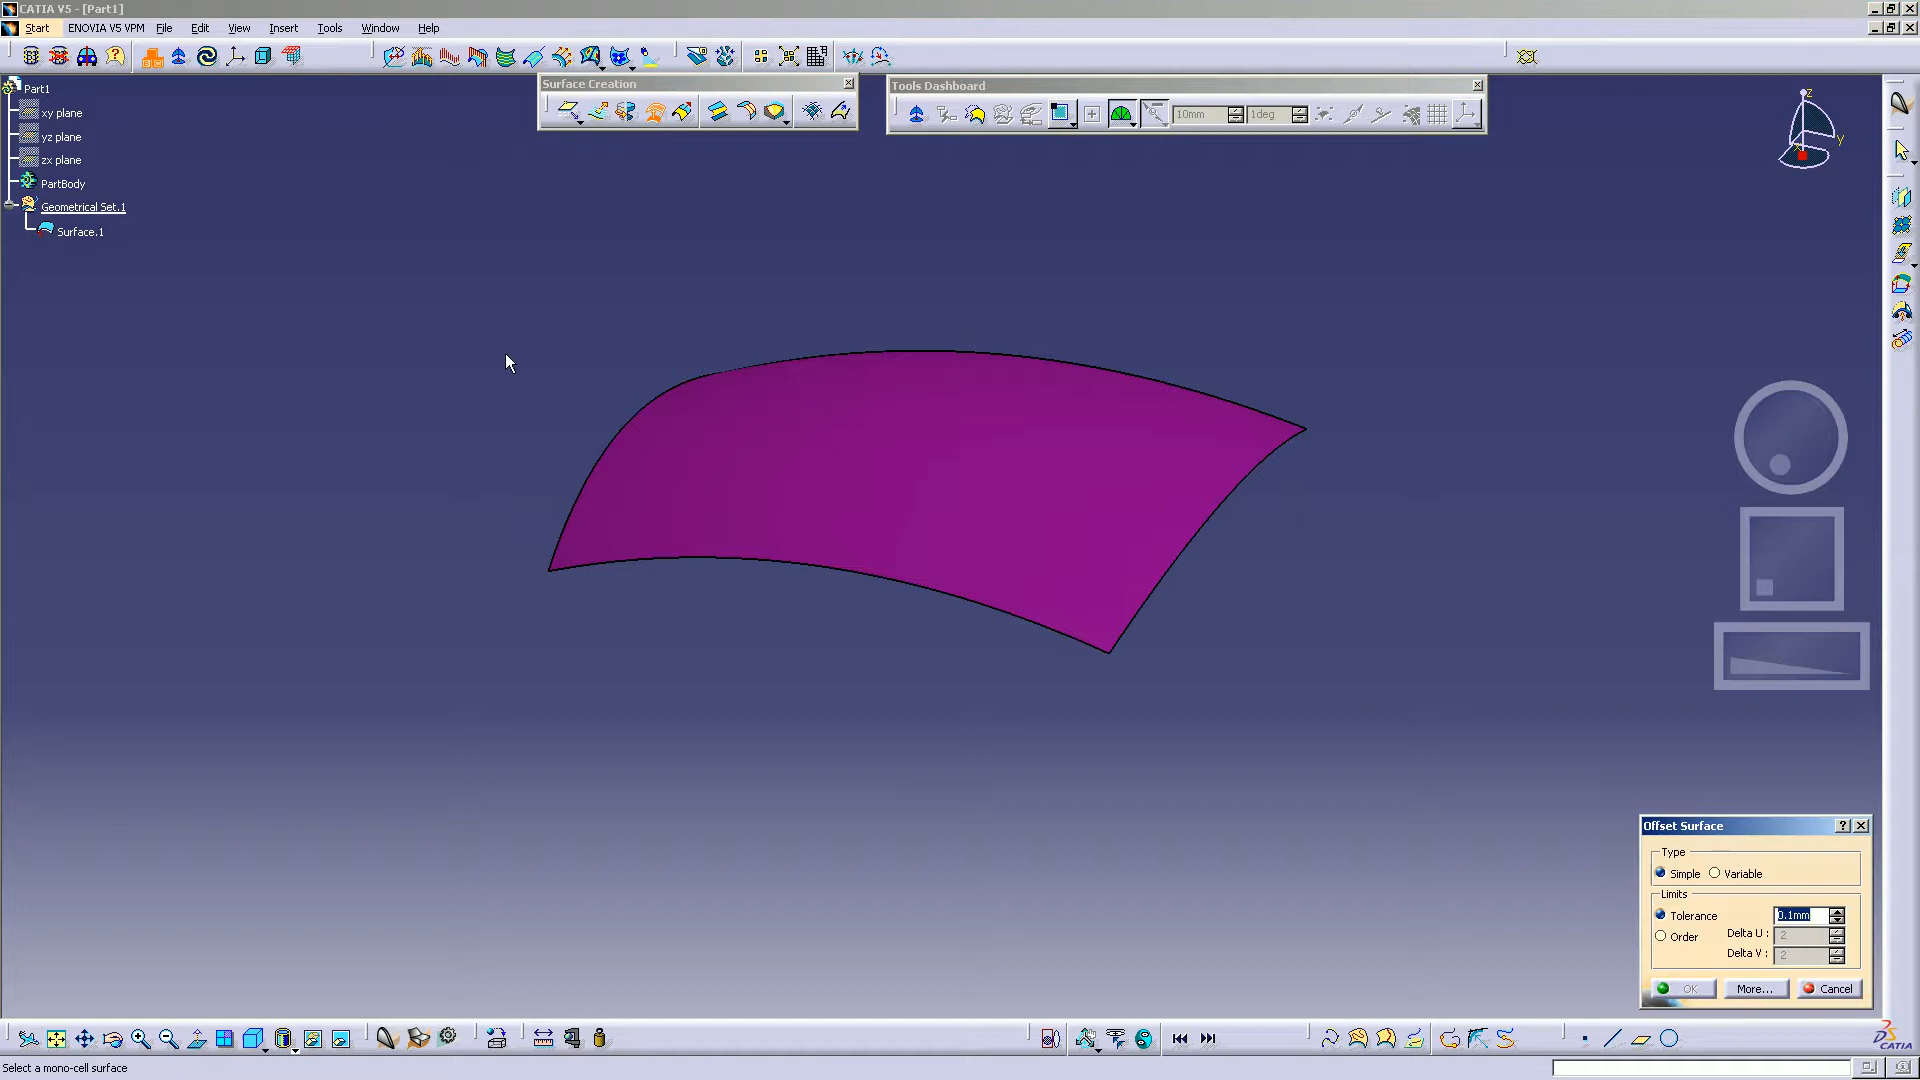 CATIA V5 - [Part1]
Start ENOVIA V5 VPM File Edit View Insert Tools Window Help
Surface Creation
Tools Dashboard
10mm 1deg
Part1
xy plane
yz plane
zx plane
PartBody
Geometrical Set.1
Surface.1
z
y
x
Offset Surface
Type
Simple Variable
Limits
Tolerance 0.1mm
Order Delta U : 2
Delta V : 2
OK More... Cancel
CATIA
Select a mono-cell surface